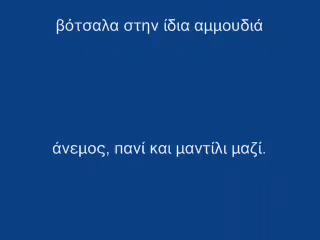 βότσαλα στην ίδια αμμουδιά
άνεμος, πανί και μαντίλι μαζί.